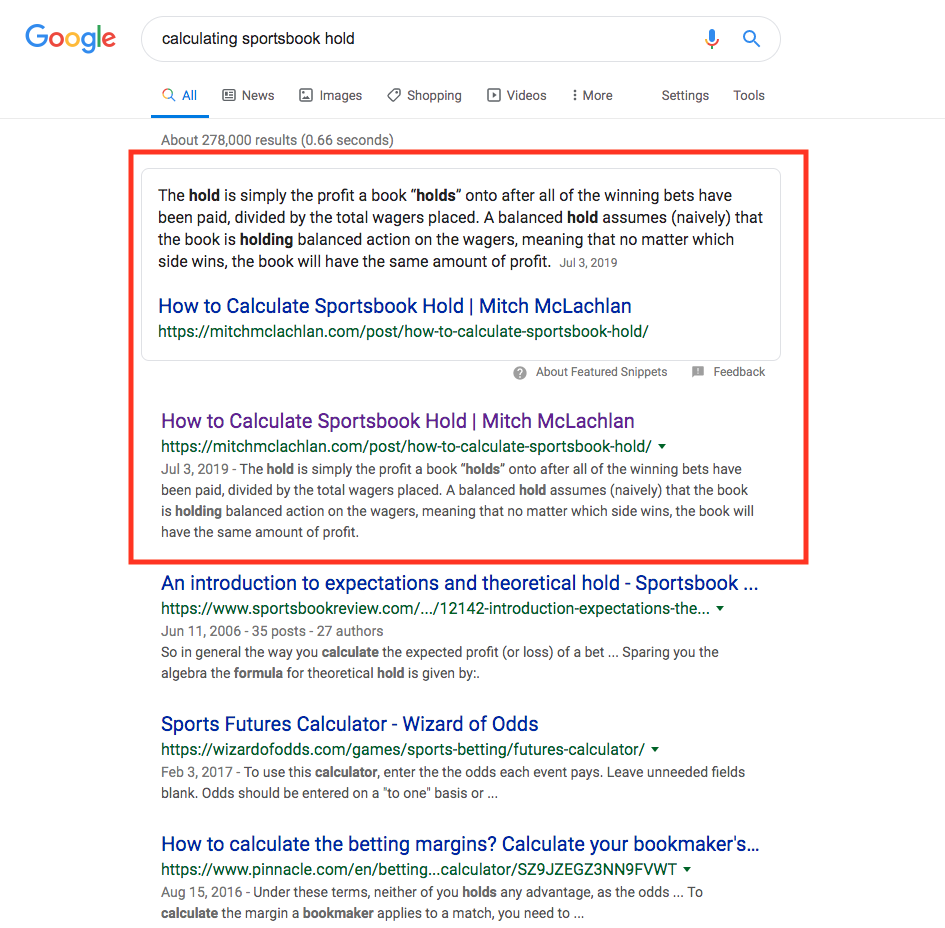 Google
calculating sportsbook hold
All News Images Shopping Videos More Settings Tools
About 278,000 results (0.66 seconds)
The hold is simply the profit a book “holds” onto after all of the winning bets have
been paid, divided by the total wagers placed. A balanced hold assumes (naively) that
the book is holding balanced action on the wagers, meaning that no matter which
side wins, the book will have the same amount of profit. Jul 3, 2019
How to Calculate Sportsbook Hold | Mitch McLachlan
https://mitchmclachlan.com/post/how-to-calculate-sportsbook-hold/
About Featured Snippets Feedback
How to Calculate Sportsbook Hold | Mitch McLachlan
https://mitchmclachlan.com/post/how-to-calculate-sportsbook-hold/
Jul 3, 2019 - The hold is simply the profit a book “holds” onto after all of the winning bets have
been paid, divided by the total wagers placed. A balanced hold assumes (naively) that the book
is holding balanced action on the wagers, meaning that no matter which side wins, the book will
have the same amount of profit.
An introduction to expectations and theoretical hold - Sportsbook ...
https://www.sportsbookreview.com/.../12142-introduction-expectations-the...
Jun 11, 2006 - 35 posts - 27 authors
So in general the way you calculate the expected profit (or loss) of a bet ... Sparing you the
algebra the formula for theoretical hold is given by:.
Sports Futures Calculator - Wizard of Odds
https://wizardofodds.com/games/sports-betting/futures-calculator/
Feb 3, 2017 - To use this calculator, enter the the odds each event pays. Leave unneeded fields
blank. Odds should be entered on a "to one" basis or ...
How to calculate the betting margins? Calculate your bookmaker's...
https://www.pinnacle.com/en/betting...calculator/SZ9JZEGZ3NN9FVWT
Aug 15, 2016 - Under these terms, neither of you holds any advantage, as the odds ... To
calculate the margin a bookmaker applies to a match, you need to ...